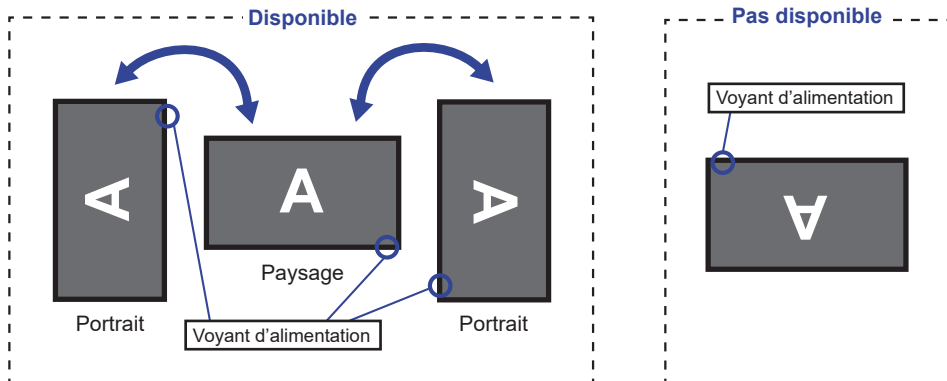 Disponible
A
A
A
Paysage
Portrait
Portrait
Voyant d’alimentation
Pas disponible
Voyant d’alimentation
A